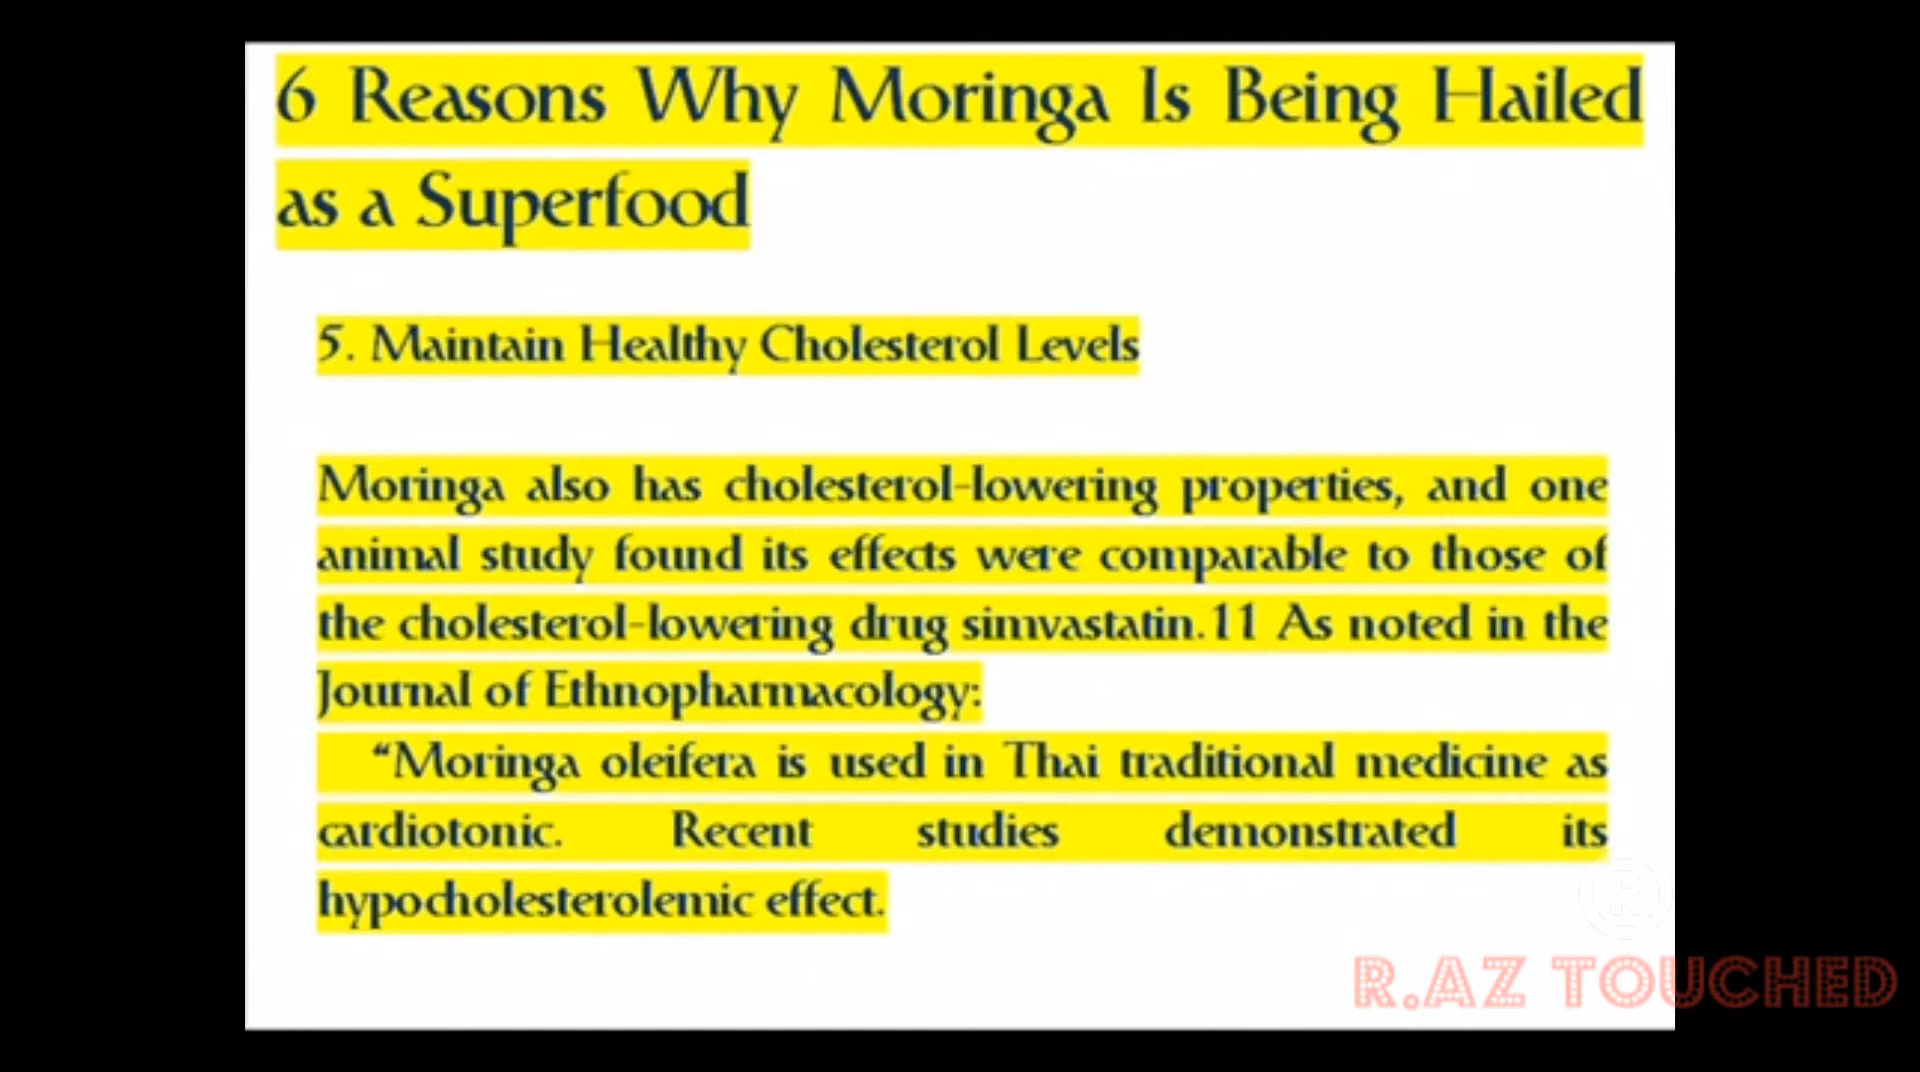 6 Reasons Why Moringa Is Being Hailed
as a Superfood
5. Maintain Healthy Cholesterol Levels
Moringa also has cholesterol-lowering properties, and one
animal study found its effects were comparable to those of
the cholesterol-lowering drug simvastatin.11 As noted in the
Journal of Ethnopharmacology:
“Moringa oleifera is used in Thai traditional medicine as
cardiotonic. Recent studies demonstrated its
hypocholesterolemic effect.
®
R.AZ TOUCHED